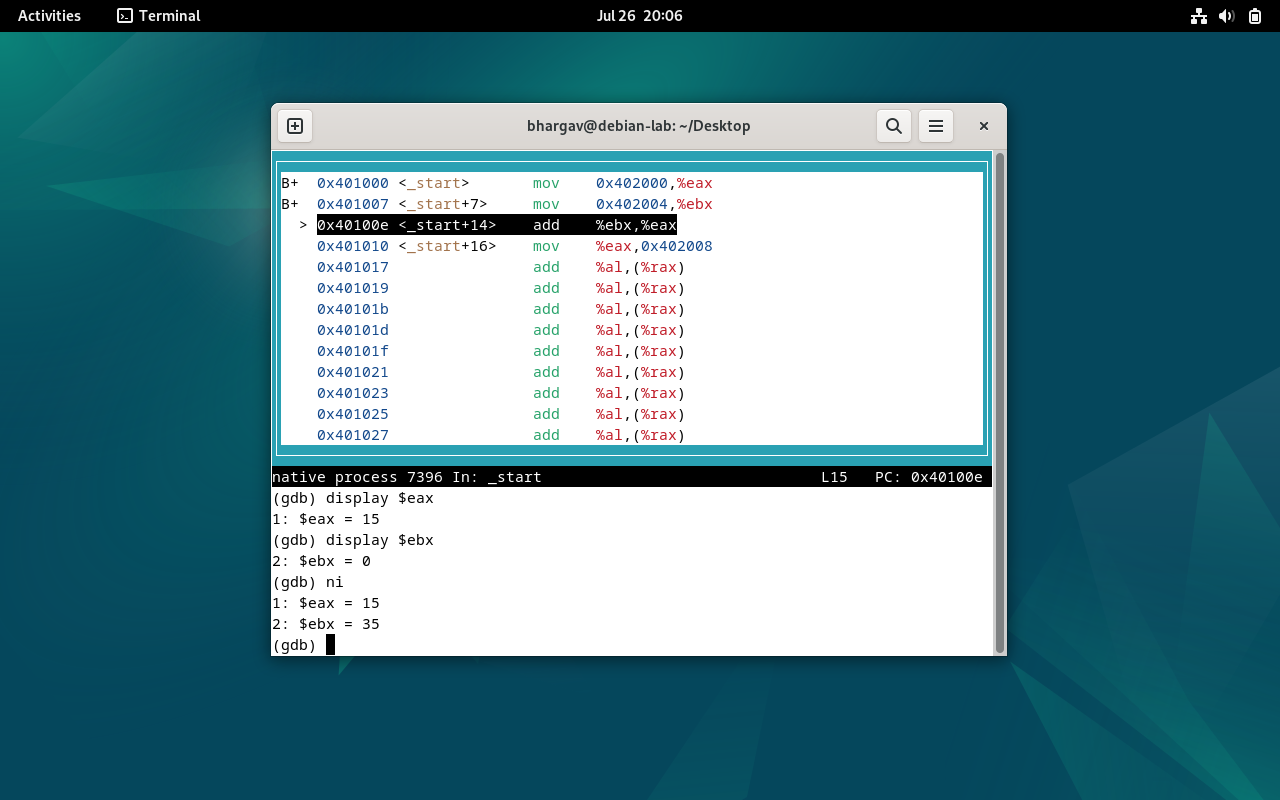 Activities Terminal Jul 26 20:06
bhargav@debian-lab: ~/Desktop
B+ 0x401000 <_start> mov 0x402000,%eax
B+ 0x401007 <_start+7> mov 0x402004,%ebx
> 0x40100e <_start+14> add %ebx,%eax
0x401010 <_start+16> mov %eax,0x402008
0x401017 add %al,(%rax)
0x401019 add %al,(%rax)
0x40101b add %al,(%rax)
0x40101d add %al,(%rax)
0x40101f add %al,(%rax)
0x401021 add %al,(%rax)
0x401023 add %al,(%rax)
0x401025 add %al,(%rax)
0x401027 add %al,(%rax)
native process 7396 In: _start L15 PC: 0x40100e
(gdb) display $eax
1: $eax = 15
(gdb) display $ebx
2: $ebx = 0
(gdb) ni
1: $eax = 15
2: $ebx = 35
(gdb)